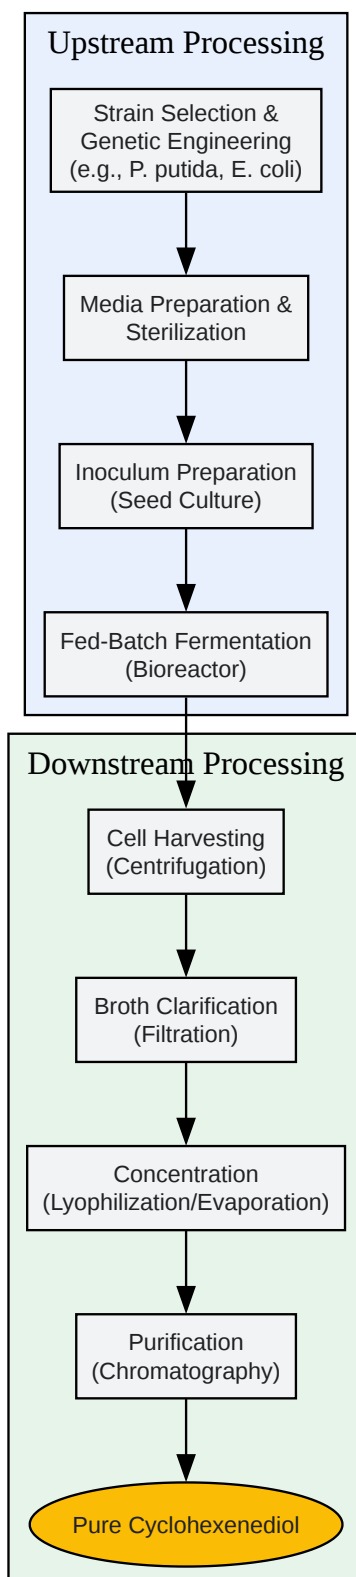 Upstream Processing
Strain Selection &
Genetic Engineering
(e.g., P. putida, E. coli)
Media Preparation &
Sterilization
Inoculum Preparation
(Seed Culture)
Fed-Batch Fermentation
(Bioreactor)
Downstream Processing
Cell Harvesting
(Centrifugation)
Broth Clarification
(Filtration)
Concentration
(Lyophilization/Evaporation)
Purification
(Chromatography)
Pure Cyclohexenediol